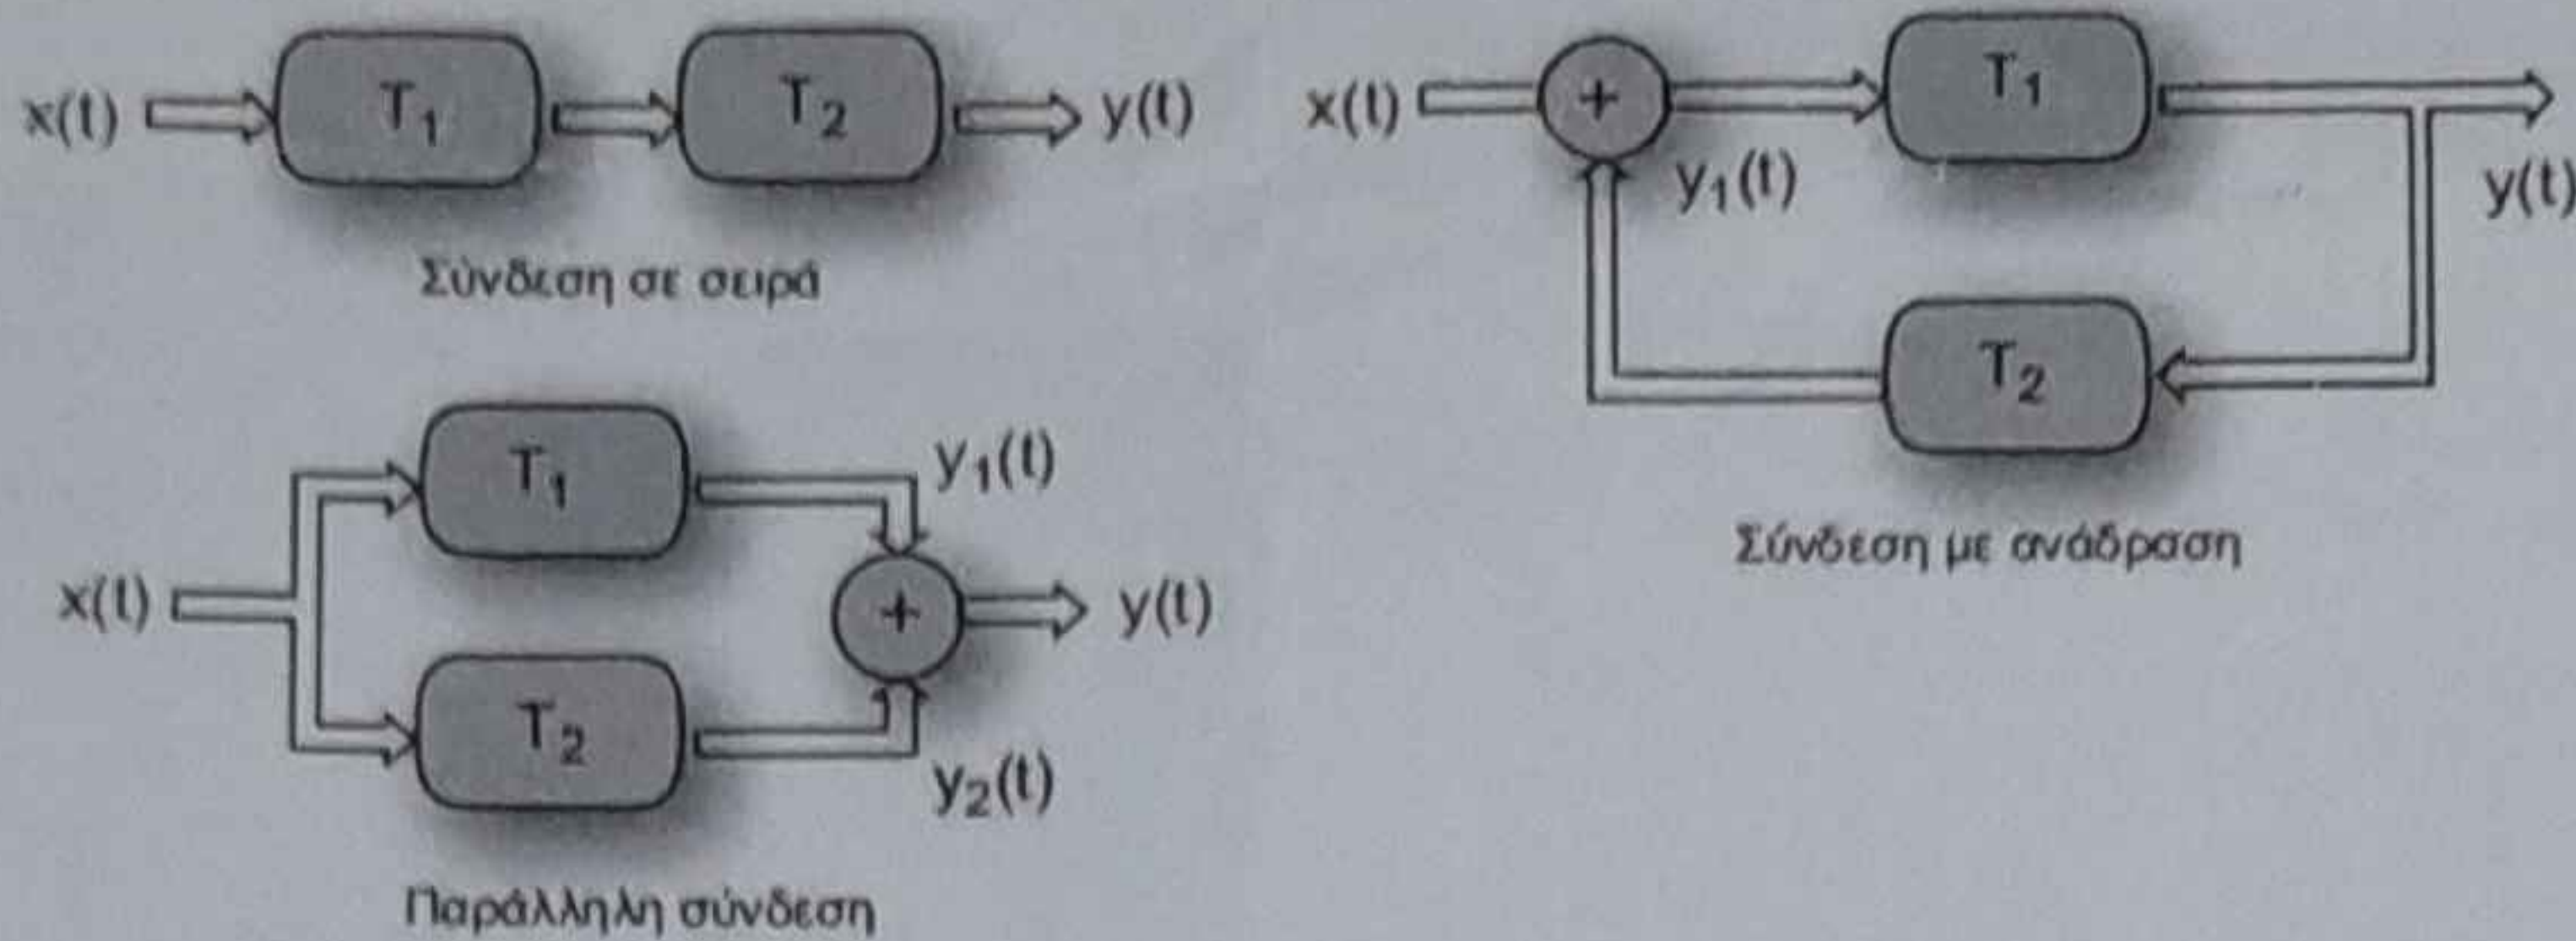 x(t) T₁ T₂ y(t)
Σύνδεση σε σειρά
x(t) + T₁ y(t)
y₁(t)
T₂
Σύνδεση με ανάδραση
x(t) T₁ y₁(t)
+ y(t)
T₂ y₂(t)
Παράλληλη σύνδεση